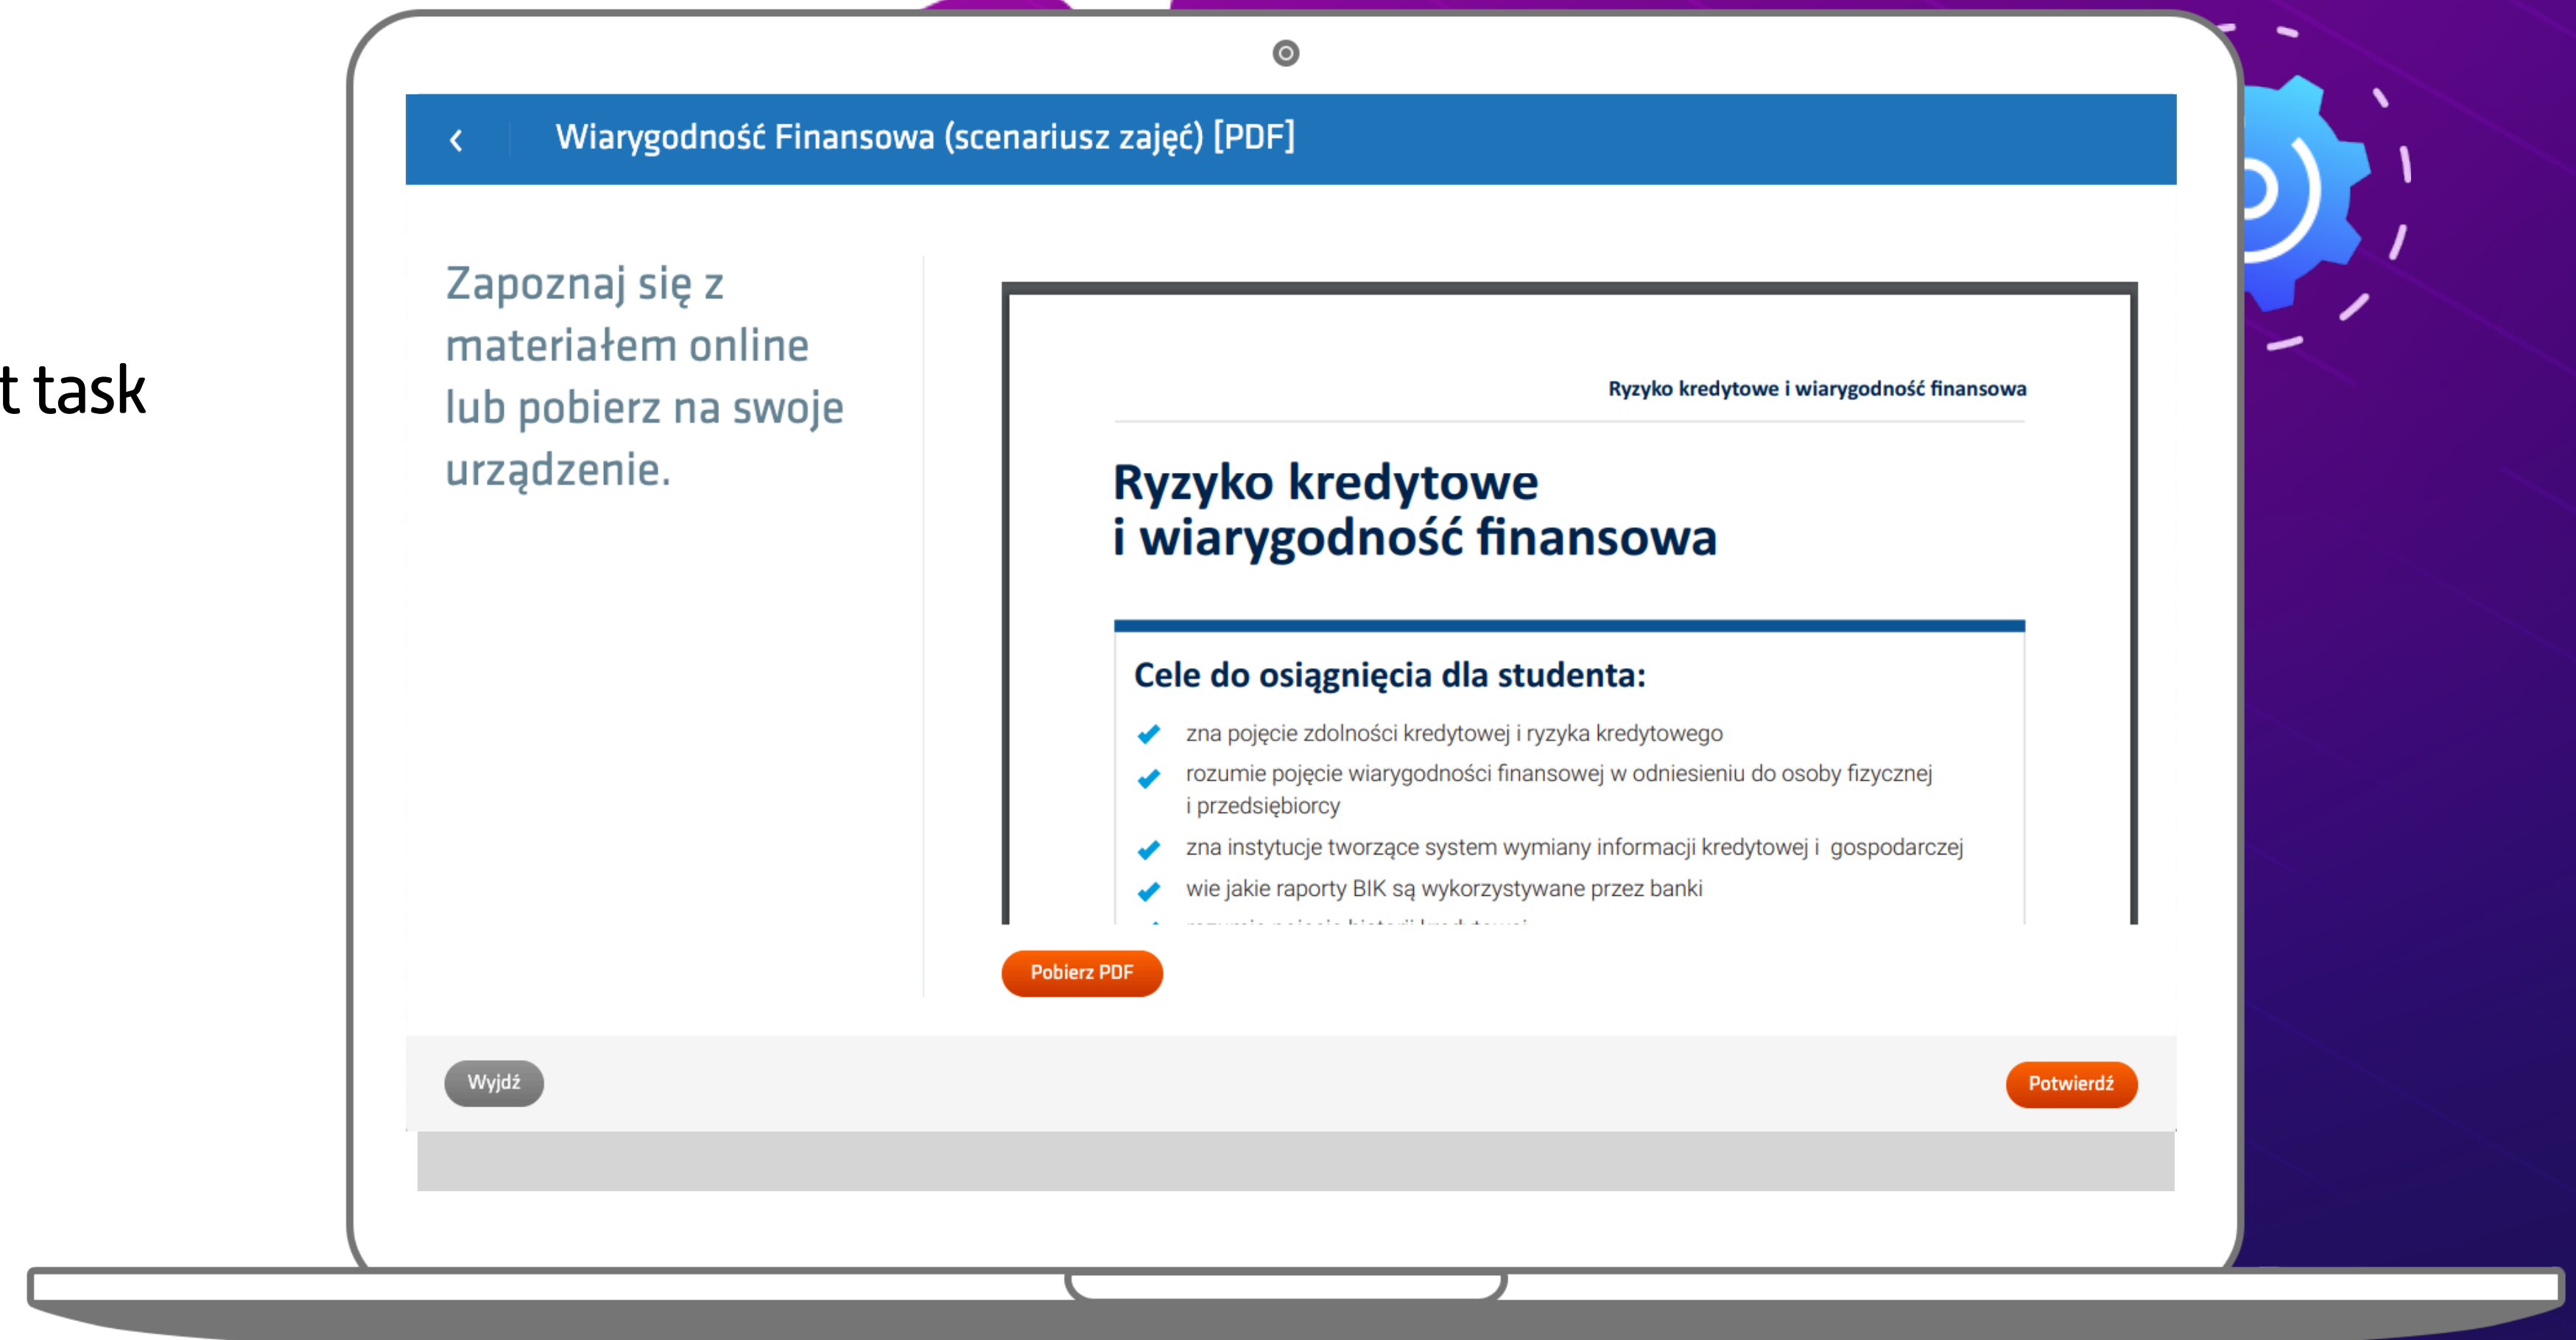 t task
Wiarygodność Finansowa (scenariusz zajęć) [PDF]
Zapoznaj się z
materiałem online
lub pobierz na swoje
urządzenie.
Ryzyko kredytowe i wiarygodność finansowa
Ryzyko kredytowe
i wiarygodność finansowa
Cele do osiągnięcia dla studenta:
zna pojęcie zdolności kredytowej i ryzyka kredytowego
rozumie pojęcie wiarygodności finansowej w odniesieniu do osoby fizycznej
i przedsiębiorcy
zna instytucje tworzące system wymiany informacji kredytowej i gospodarczej
wie jakie raporty BIK są wykorzystywane przez banki
Pobierz PDF
Wyjdź
Potwierdź